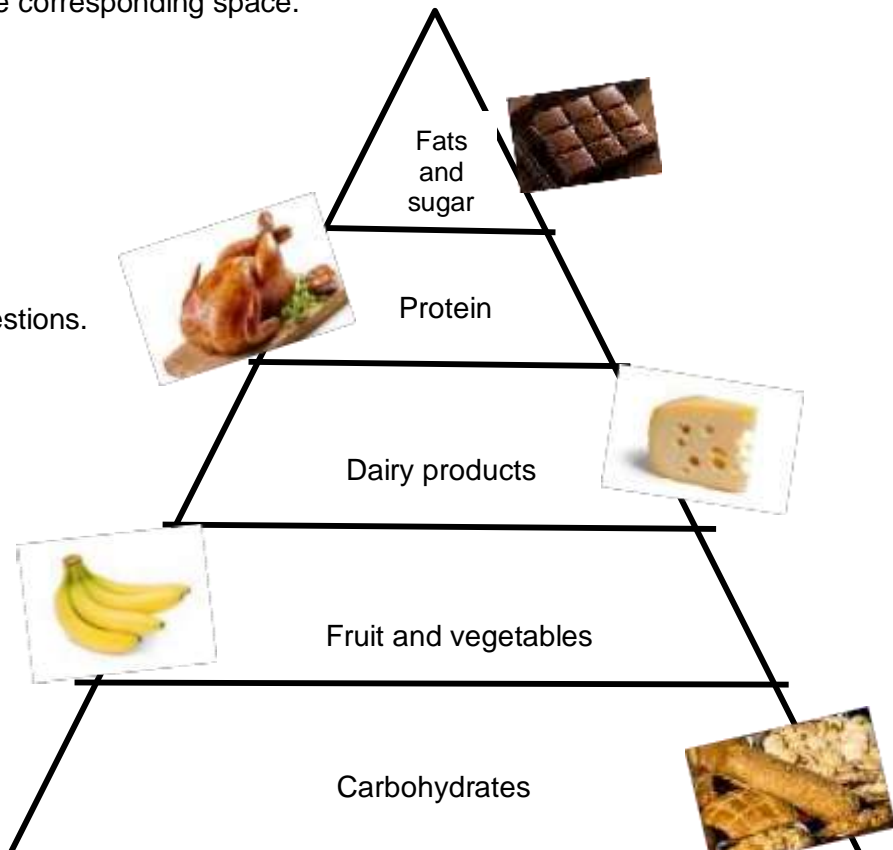 e corresponding space.
Fats
and
sugar
Protein
estions.
Dairy products
Fruit and vegetables
Carbohydrates